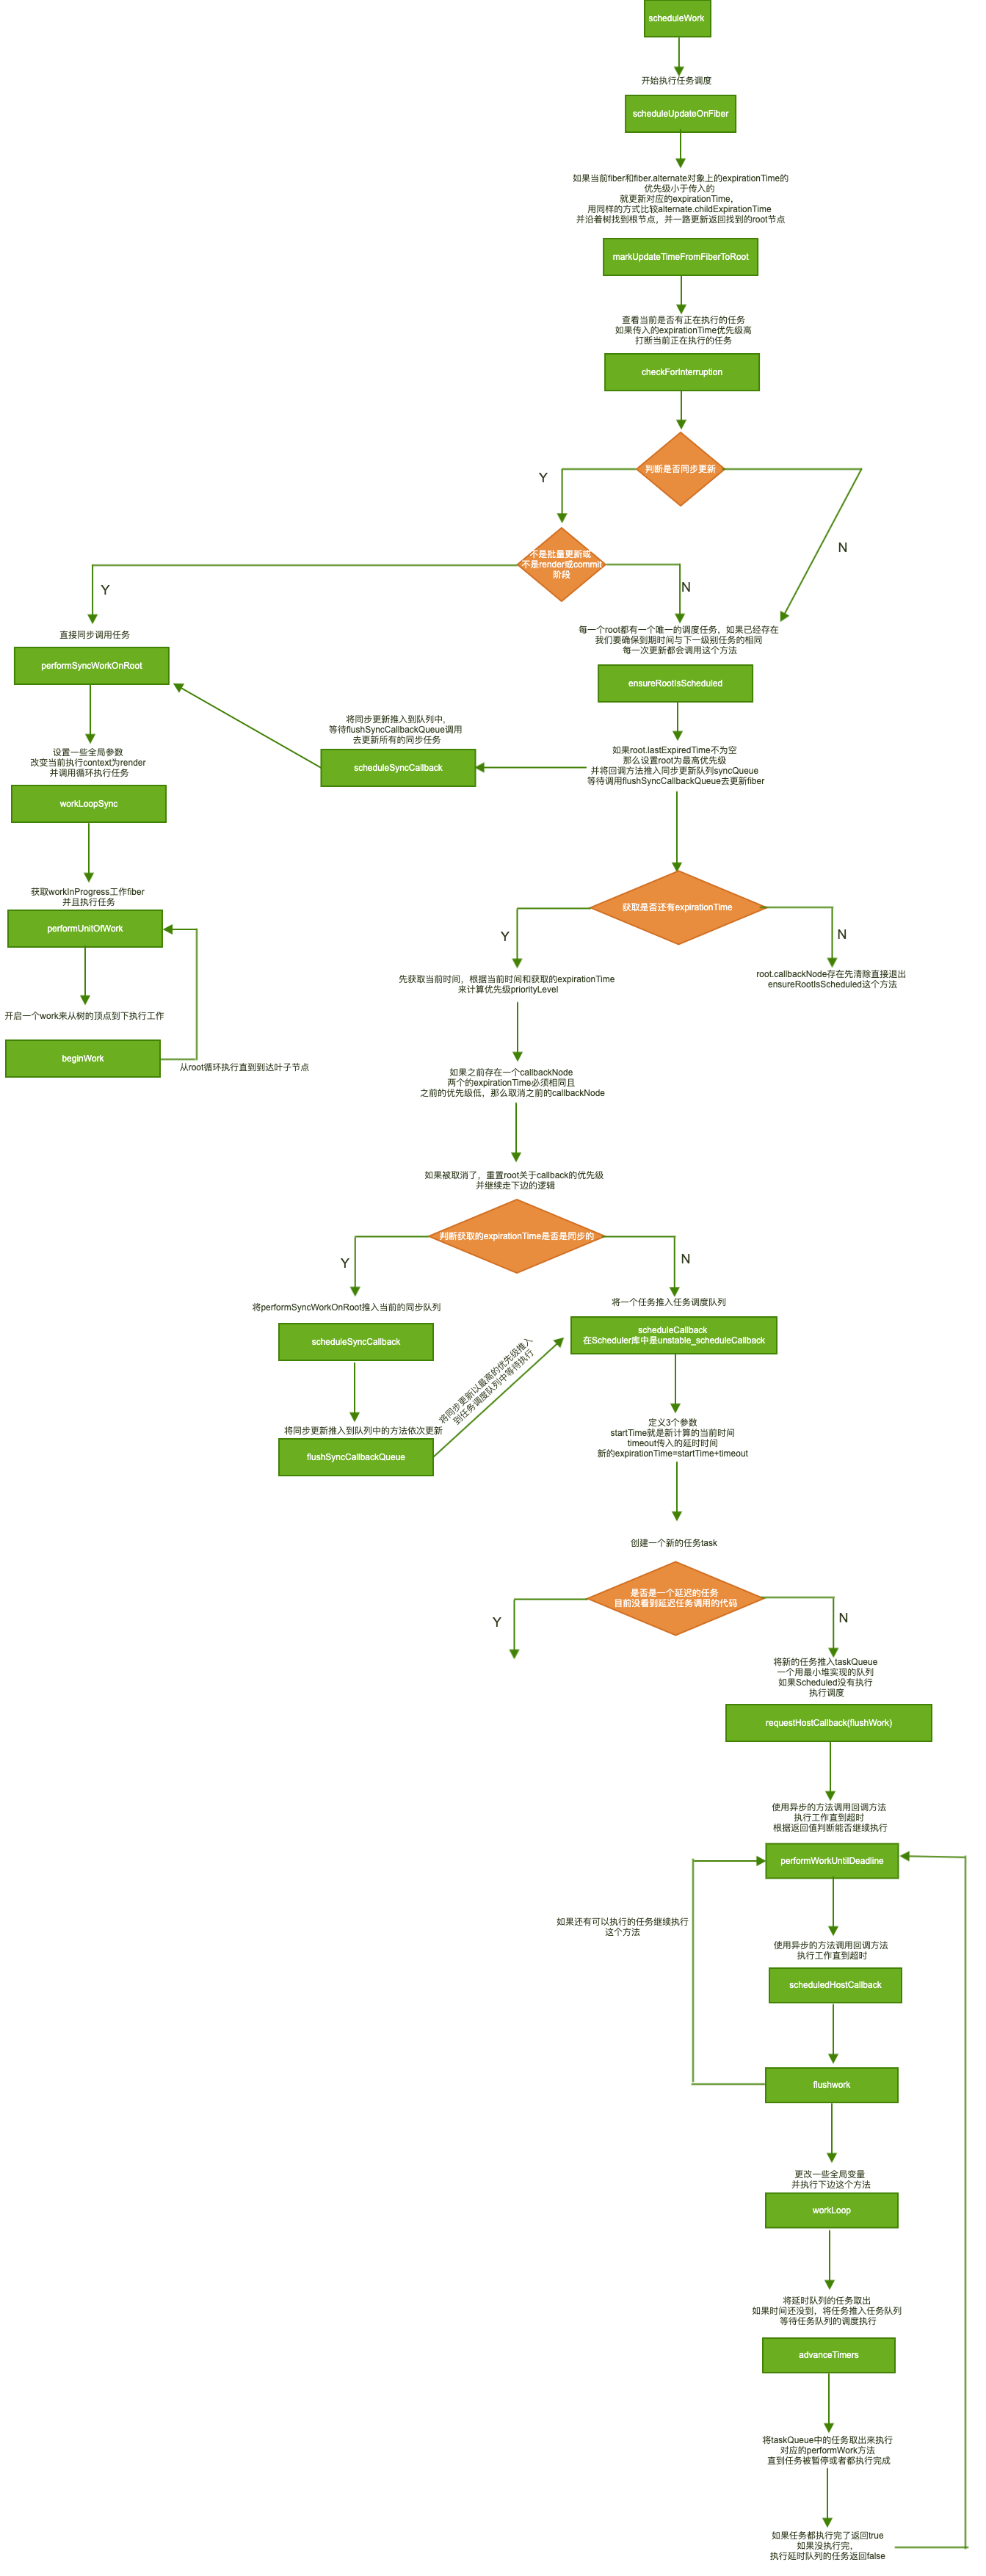 scheduleWork
开始执行任务调度
scheduleUpdateOnFiber
如果当前fiber和fiber.alternate对象上的expirationTime的
优先级小于传入的
就更新对应的expirationTime,
用同样的方式比较alternate.childExpirationTime
并沿着树找到根节点，并一路更新返回找到的root节点
markUpdateTimeFromFiberToRoot
查看当前是否有正在执行的任务
如果传入的expirationTime优先级高
打断当前正在执行的任务
checkForInterruption
判断是否同步更新
Y
N
不是批量更新或
不是render或commit
阶段
Y
N
直接同步调用任务
performSyncWorkOnRoot
每一个root都有一个唯一的调度任务，如果已经存在
我们要确保到期时间与下一级别任务的相同
每一次更新都会调用这个方法
ensureRootIsScheduled
将同步更新推入到队列中，
等待flushSyncCallbackQueue调用
去更新所有的同步任务
scheduleSyncCallback
如果root.lastExpiredTime不为空
那么设置root为最高优先级
并将回调方法推入同步更新队列syncQueue
等待调用flushSyncCallbackQueue去更新fiber
设置一些全局参数
改变当前执行context为render
并调用循环执行任务
workLoopSync
获取workInProgress工作fiber
并且执行任务
performUnitOfWork
开启一个work来从树的顶点到下执行工作
beginWork
从root循环执行直到到达叶子节点
获取是否还有expirationTime
Y
N
先获取当前时间，根据当前时间和获取的expirationTime
来计算优先级priorityLevel
root.callbackNode存在先清除直接退出
ensureRootIsScheduled这个方法
如果之前存在一个callbackNode
两个的expirationTime必须相同且
之前的优先级低，那么取消之前的callbackNode
如果被取消了，重置root关于callback的优先级
并继续走下边的逻辑
判断获取的expirationTime是否是同步的
Y
N
将performSyncWorkOnRoot推入当前的同步队列
scheduleSyncCallback
将一个任务推入任务调度队列
scheduleCallback
在Scheduler库中是unstable_scheduleCallback
将同步更新以最高的优先级推入
到任务调度队列中等待执行
将同步更新推入到队列中的方法依次更新
flushSyncCallbackQueue
定义3个参数
startTime就是新计算的当前时间
timeout传入的延时时间
新的expirationTime=startTime+timeout
创建一个新的任务task
是否是一个延迟的任务
目前没看到延迟任务调用的代码
Y
N
将新的任务推入taskQueue
一个用最小堆实现的队列
如果Scheduled没有执行
执行调度
requestHostCallback(flushWork)
使用异步的方法调用回调方法
执行工作直到超时
根据返回值判断能否继续执行
performWorkUntilDeadline
如果还有可以执行的任务继续执行
这个方法
使用异步的方法调用回调方法
执行工作直到超时
scheduledHostCallback
flushwork
更改一些全局变量
并执行下边这个方法
workLoop
将延时队列的任务取出
如果时间还没到，将任务推入任务队列
等待任务队列的调度执行
advanceTimers
将taskQueue中的任务取出来执行
对应的performWork方法
直到任务被暂停或者都执行完成
如果任务都执行完了返回true
如果没执行完，
执行延时队列的任务返回false